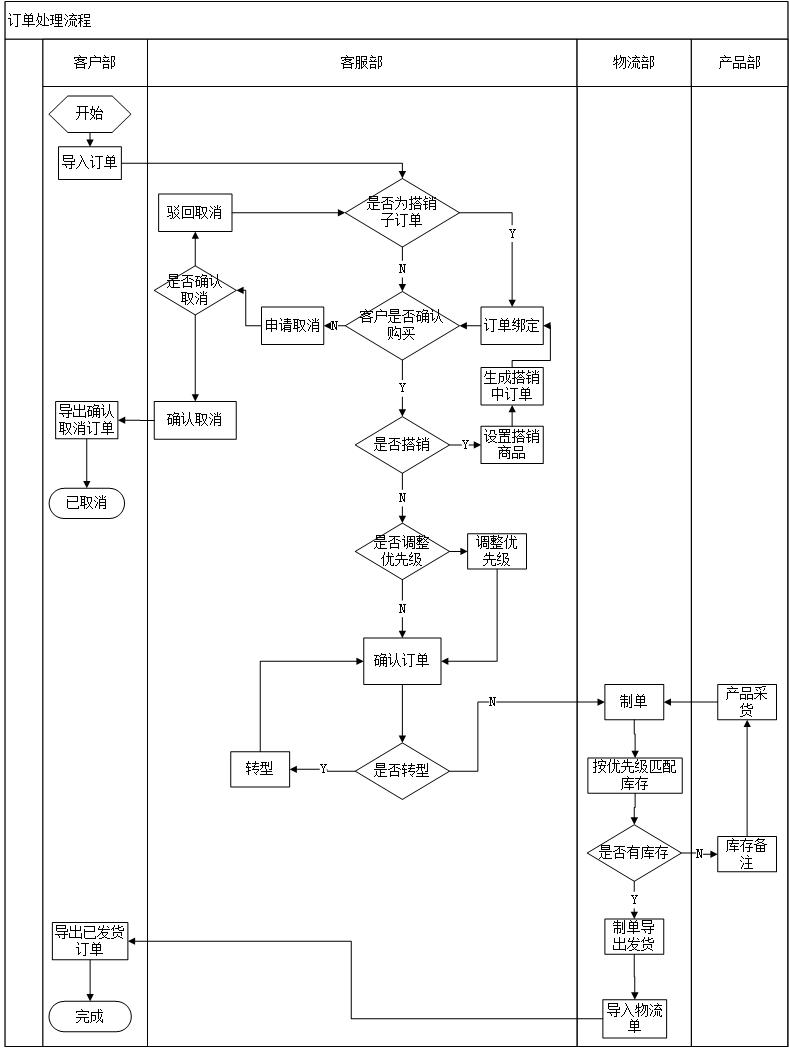 订单处理流程
客户部
客服部
物流部
产品部
开始
导入订单
是否为搭销
子订单
驳回取消
Y
N
是否确认
取消
申请取消
N
客户是否确认
购买
订单绑定
Y
生成搭销
中订单
导出确认
取消订单
确认取消
是否搭销
Y
设置搭销
商品
已取消
N
是否调整
优先级
调整优
先级
N
确认订单
制单
产品采
货
N
转型
Y
是否转型
按优先级匹配
库存
是否有库存
N
库存备
注
Y
导出已发货
订单
制单导
出发货
完成
导入物流
单